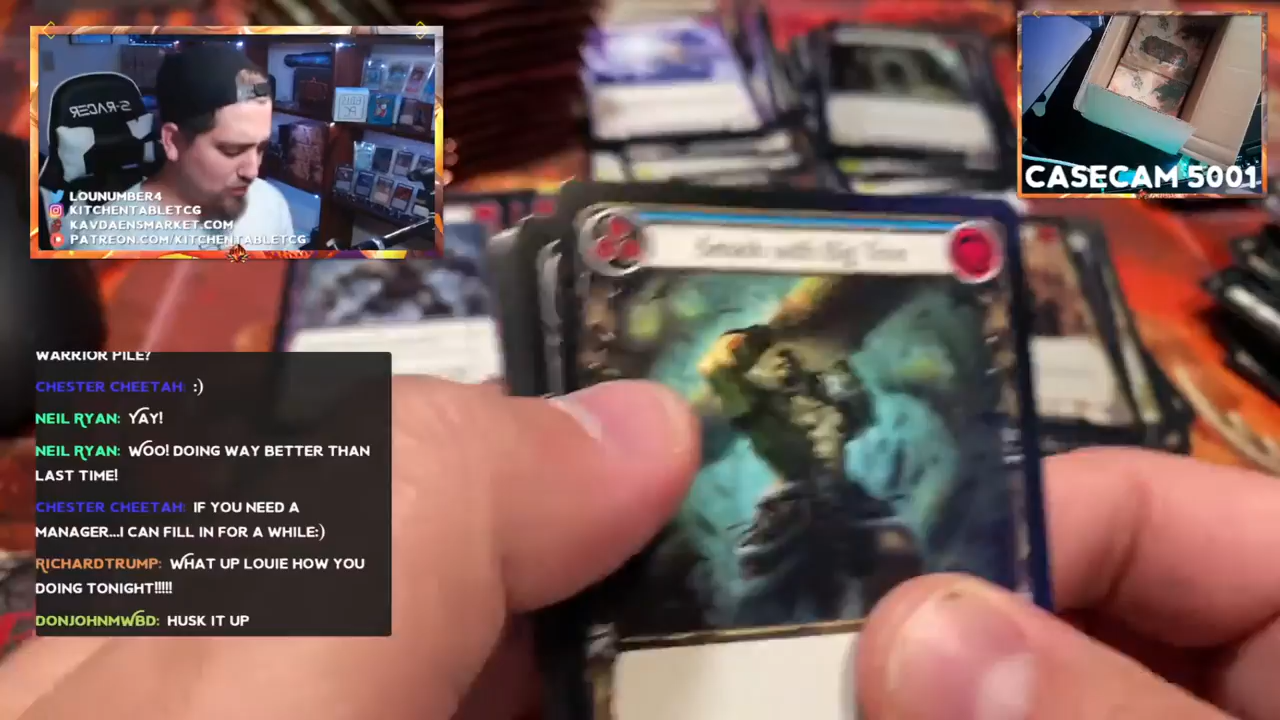 S-RACER
LOUNUMBER4
KITCHENTABLETCG
KAVDAENSMARKET.COM
PATREON.COM/KITCHENTABLETCG
CASECAM 5001
with Big Tree
WARRIOR PILE?
CHESTER CHEETAH: :)
NEIL RYAN: YAY!
NEIL RYAN: WOO! DOING WAY BETTER THAN
LAST TIME!
CHESTER CHEETAH: IF YOU NEED A
MANAGER...I CAN FILL IN FOR A WHILE:)
RICHARDTRUMP: WHAT UP LOUIE HOW YOU
DOING TONIGHT!!!!!
DONJOHNMWBD: HUSK IT UP